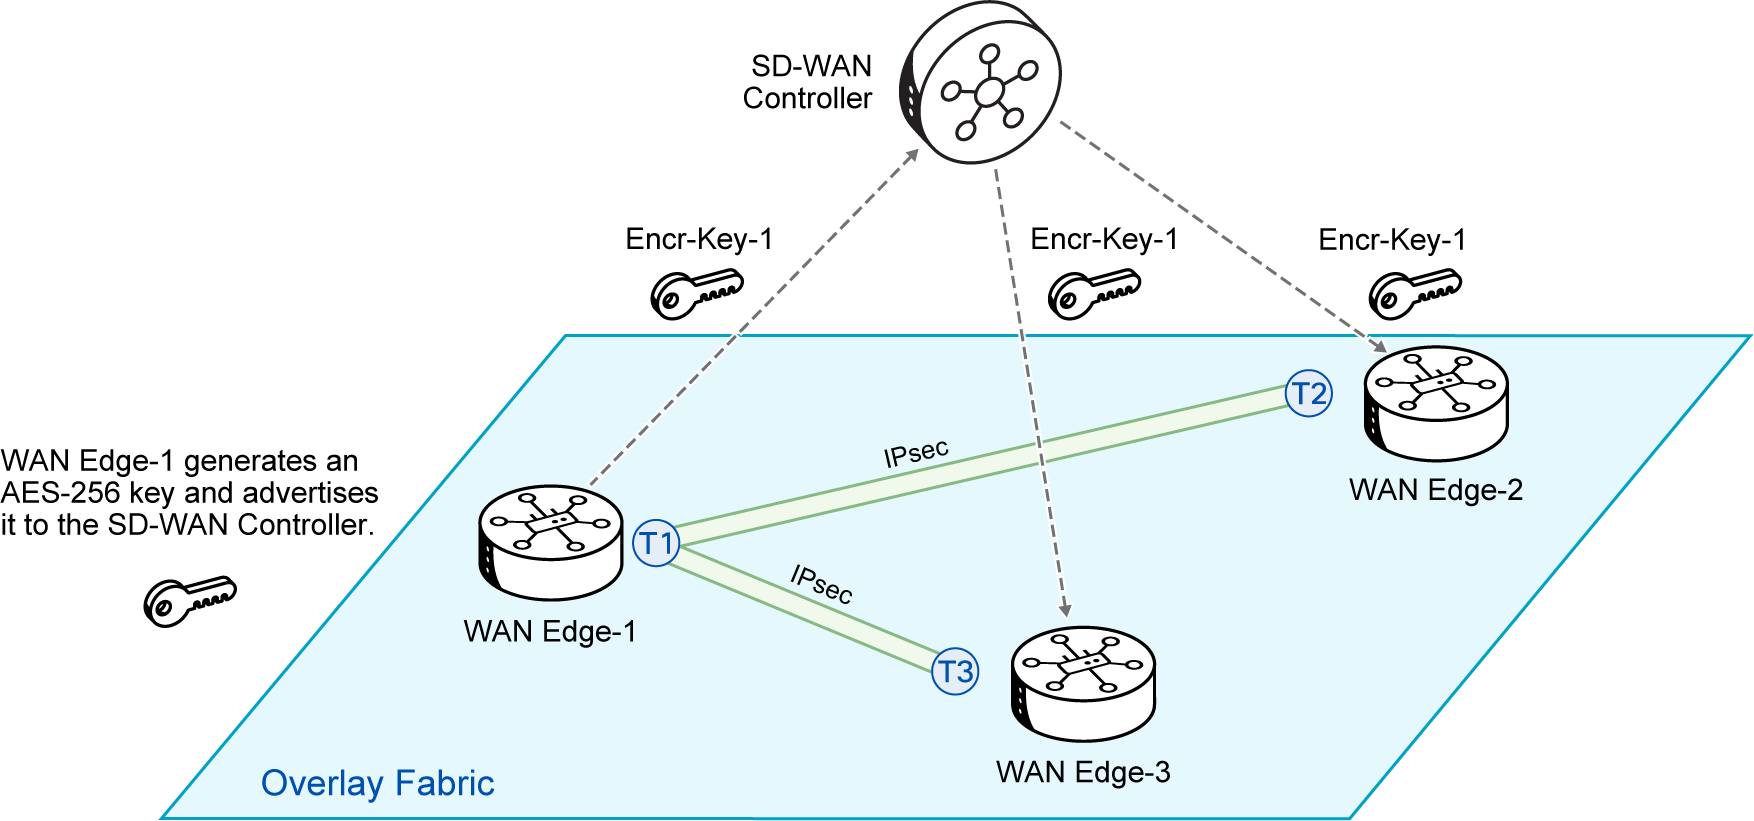 SD-WAN
Controller
Encr-Key-1
Encr-Key-1
Encr-Key-1
T2
IPsec
WAN Edge-2
WAN Edge-1 generates an
AES-256 key and advertises
it to the SD-WAN Controller.
T1
IPsec
WAN Edge-1
T3
WAN Edge-3
Overlay Fabric